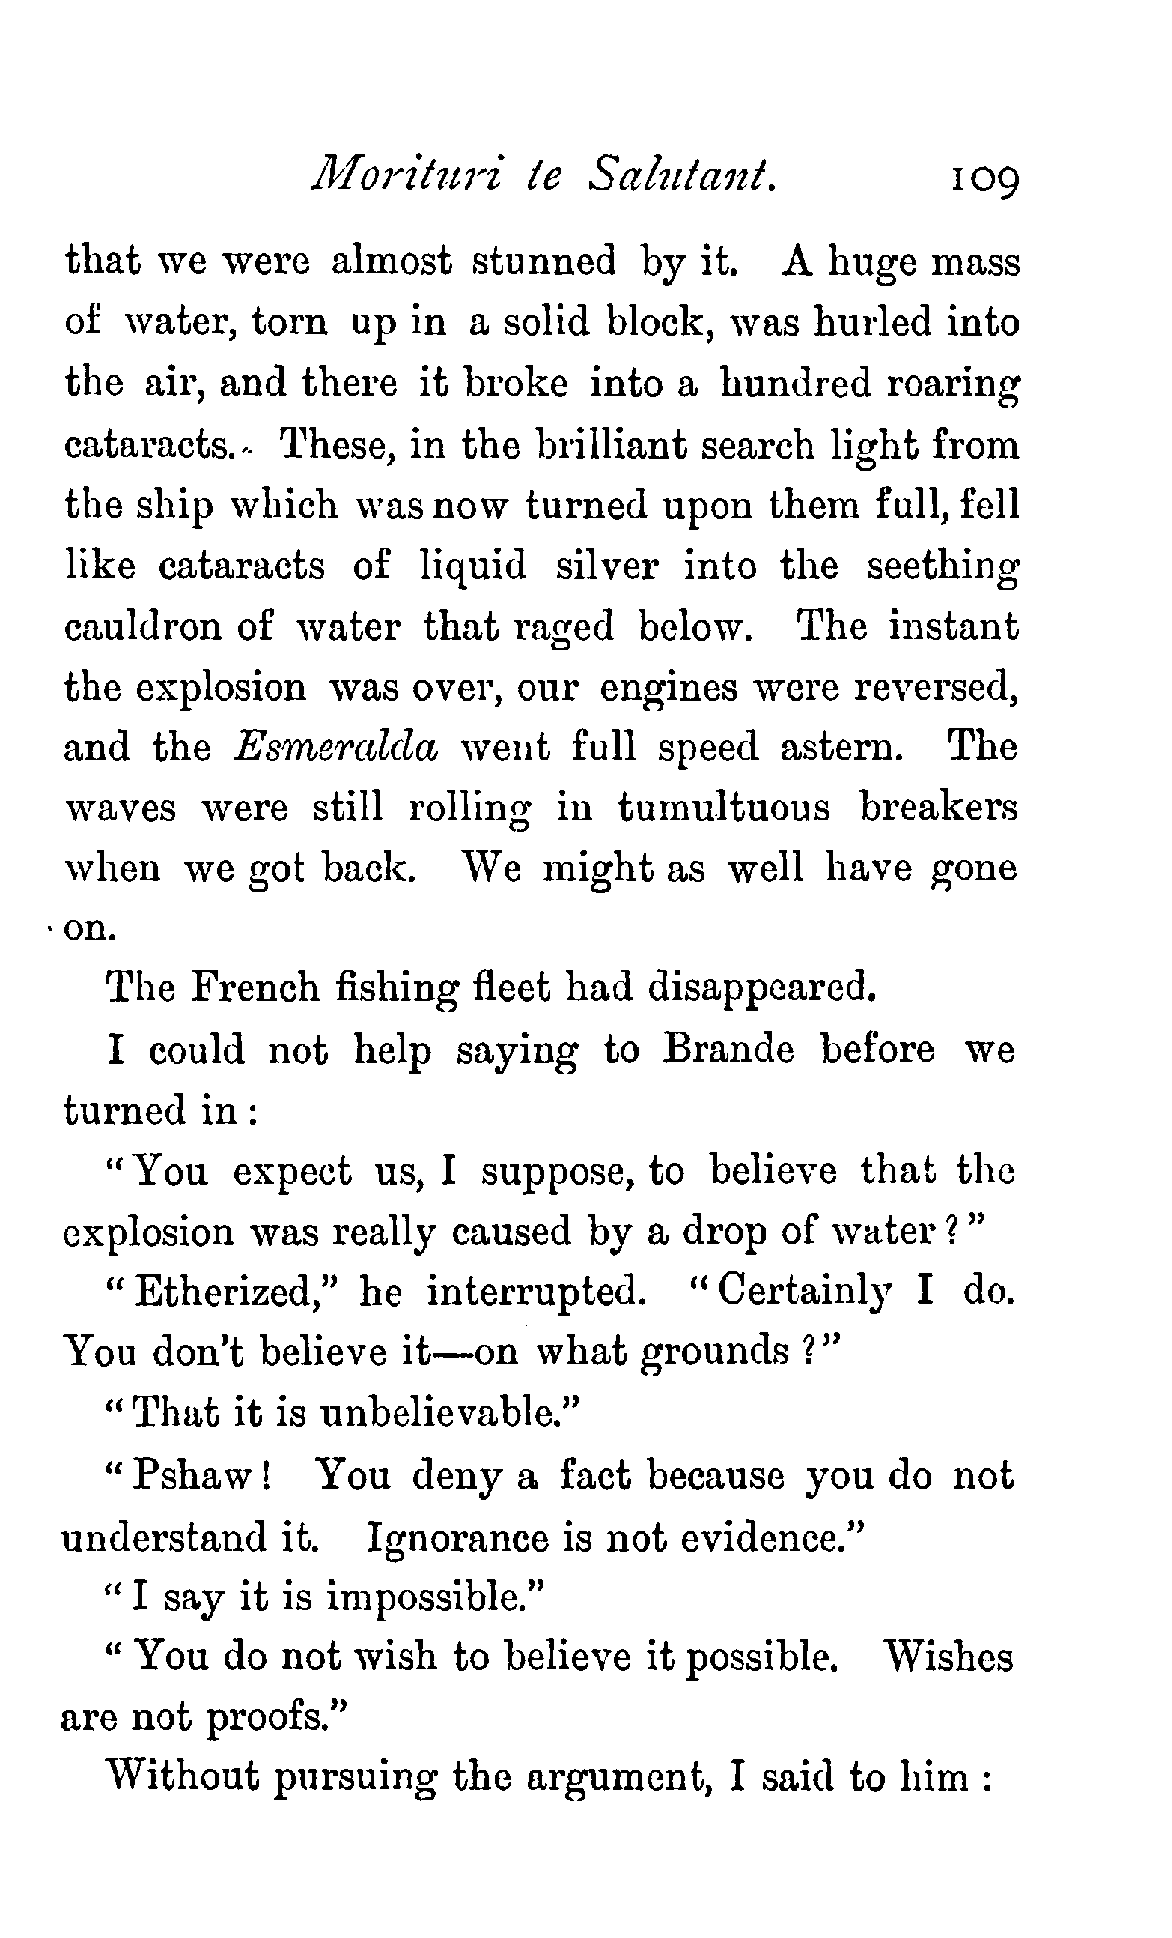 Morituri te Salutant. 109
that we were almost stunned by it. A huge mass
of water, torn up in a solid block, was hurled into
the air, and there it broke into a hundred roaring
cataracts. These, in the brilliant search light from
the ship which was now turned upon them full, fell
like cataracts of liquid silver into the seething
cauldron of water that raged below. The instant
the explosion was over, our engines were reversed,
and the Esmeralda went full speed astern. The
waves were still rolling in tumultuous breakers
when we got back. We might as well have gone
on.
The French fishing fleet had disappeared.
I could not help saying to Brande before we
turned in :
"You expect us, I suppose, to believe that the
explosion was really caused by a drop of water?"
"Etherized," he interrupted. "Certainly I do.
You don't believe it—on what grounds?"
"That it is unbelievable."
"Pshaw! You deny a fact because you do not
understand it. Ignorance is not evidence."
"I say it is impossible."
"You do not wish to believe it possible. Wishes
are not proofs."
Without pursuing the argument, I said to him :